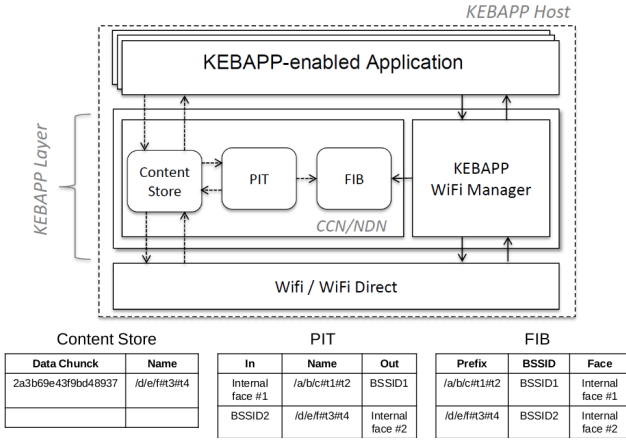 KEBAPP Host
KEBAPP-enabled Application
KEBAPP Layer
Content
Store
PIT
FIB
KEBAPP
WiFi Manager
CCN/NDN
Wifi / WiFi Direct
Content Store
Data Chunck Name
2a3b69e43f9bd48937 /d/e/f#t3#t4
PIT
In Name Out
Internal
face #1 /a/b/c#t1#t2 BSSID1
BSSID2 /d/e/f#t3#t4 Internal
face #2
FIB
Prefix BSSID Face
/a/b/c#t1#t2 BSSID1 Internal
face #1
/d/e/f#t3#t4 BSSID2 Internal
face #2